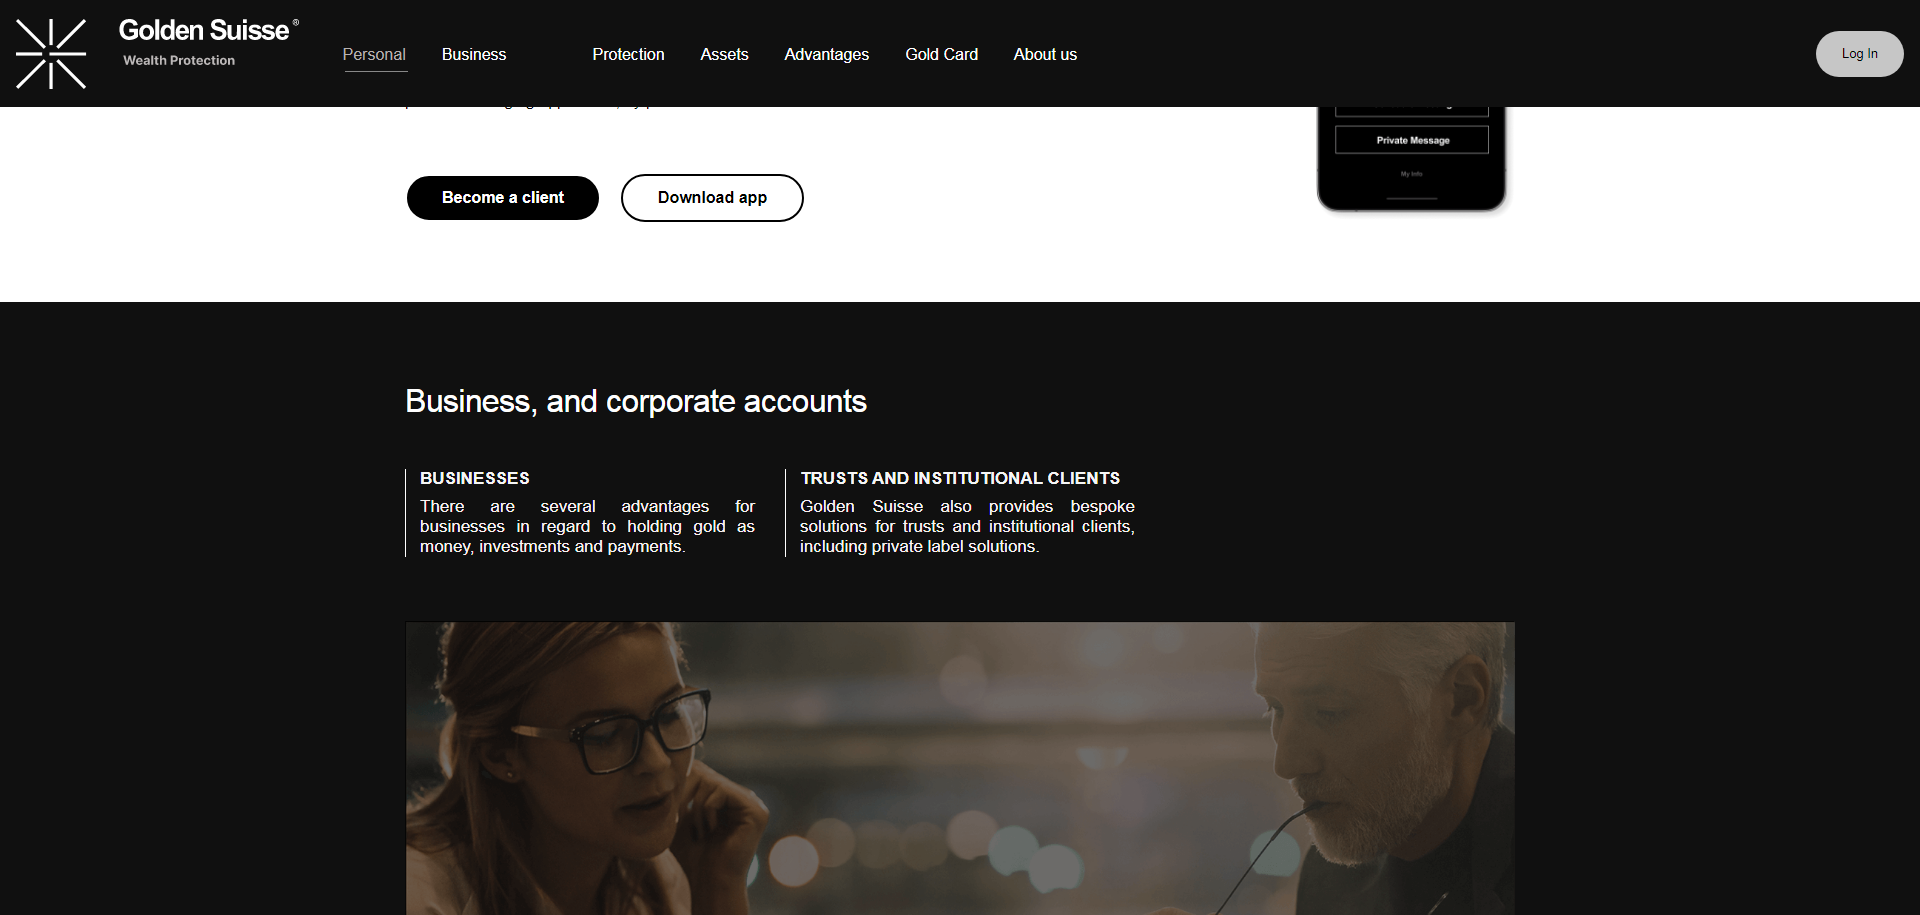 Golden Suisse®
Wealth Protection
Personal Business Protection Assets Advantages Gold Card About us
Log In
Private Message
My Info
Become a client Download app
Business, and corporate accounts
BUSINESSES
There are several advantages for
businesses in regard to holding gold as
money, investments and payments.
TRUSTS AND INSTITUTIONAL CLIENTS
Golden Suisse also provides bespoke
solutions for trusts and institutional clients,
including private label solutions.